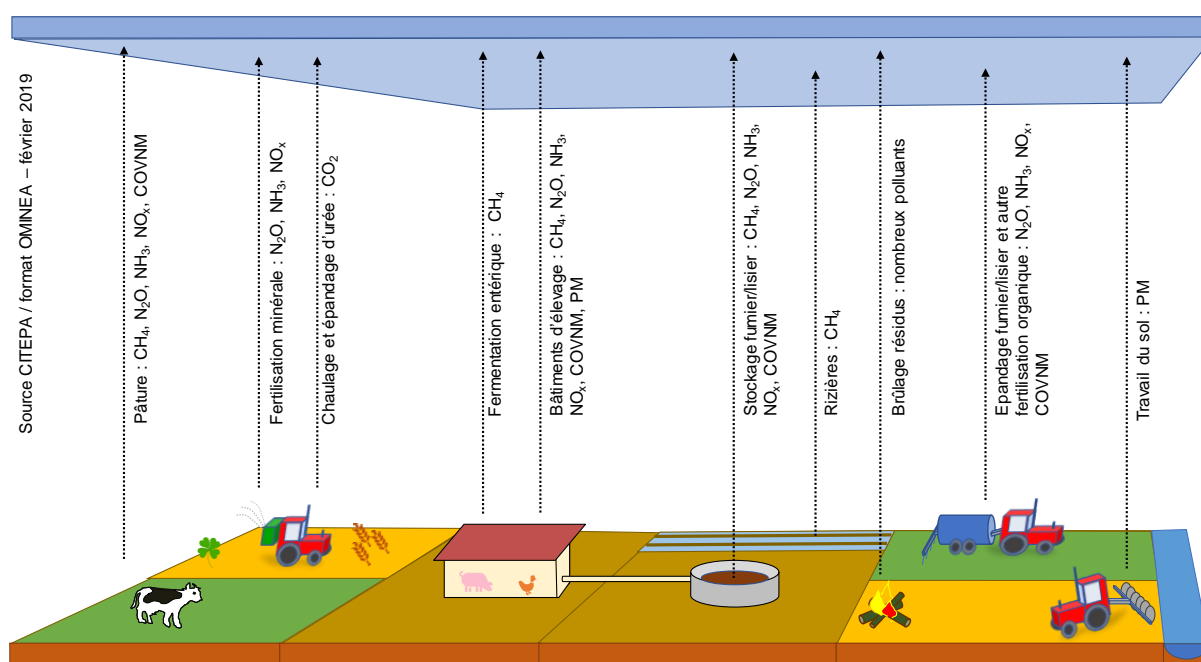 Source CITEPA / format OMINEA – février 2019
Pâture : CH₄, N₂O, NH₃, NOₓ, COVNM
Fertilisation minérale : N₂O, NH₃, NOₓ
Chaulage et épandage d'urée : CO₂
Fermentation entérique : CH₄
Bâtiments d'élevage : CH₄, N₂O, NH₃,
NOₓ, COVNM, PM
Stockage fumier/lisier : CH₄, N₂O, NH₃,
NOₓ, COVNM
Rizières : CH₄
Brûlage résidus : nombreux polluants
Epandage fumier/lisier et autre
fertilisation organique : N₂O, NH₃, NOₓ,
COVNM
Travail du sol : PM